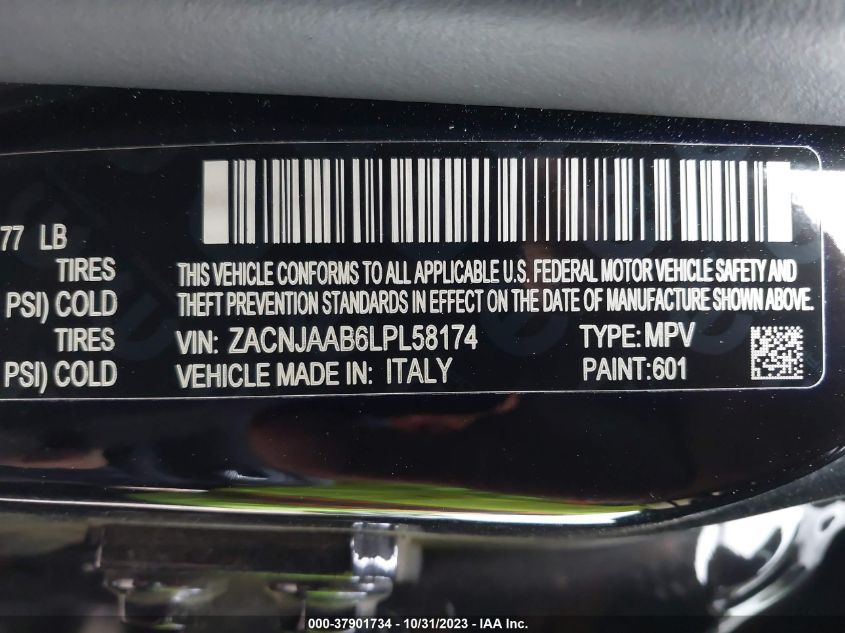 77 LB
TIRES
PSI) COLD
TIRES
PSI) COLD
THIS VEHICLE CONFORMS TO ALL APPLICABLE U.S. FEDERAL MOTOR VEHICLE SAFETY AND
THEFT PREVENTION STANDARDS IN EFFECT ON THE DATE OF MANUFACTURE SHOWN ABOVE.
VIN: ZACNJAAB6LPL58174 TYPE: MPV
VEHICLE MADE IN: ITALY PAINT:601
000-37901734 - 10/31/2023 - IAA Inc.